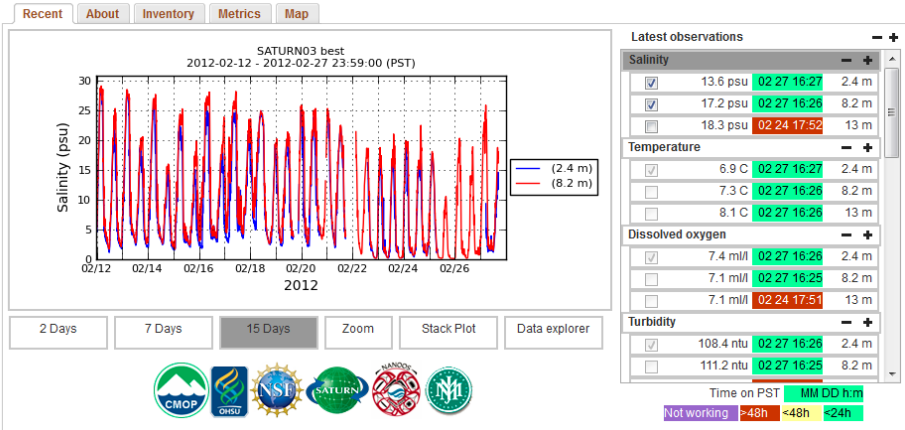 Recent About Inventory Metrics Map
SATURN03 best
2012-02-12 - 2012-02-27 23:59:00 (PST)
Salinity (psu)
30
25
20
15
10
5
0
02/12 02/14 02/16 02/18 02/20 02/22 02/24 02/26
2012
(2.4 m)
(8.2 m)
2 Days 7 Days 15 Days Zoom Stack Plot Data explorer
CMOP OHSU NSF SATURN NANOOS
Latest observations - +
Salinity - +
13.6 psu 02 27 16:27 2.4 m
17.2 psu 02 27 16:26 8.2 m
18.3 psu 02 24 17:52 13 m
Temperature - +
6.9 C 02 27 16:27 2.4 m
7.3 C 02 27 16:26 8.2 m
8.1 C 02 27 16:26 13 m
Dissolved oxygen - +
7.4 ml/l 02 27 16:26 2.4 m
7.1 ml/l 02 27 16:25 8.2 m
7.1 ml/l 02 24 17:51 13 m
Turbidity - +
108.4 ntu 02 27 16:26 2.4 m
111.2 ntu 02 27 16:25 8.2 m
Time on PST MM DD h:m
Not working >48h <48h <24h